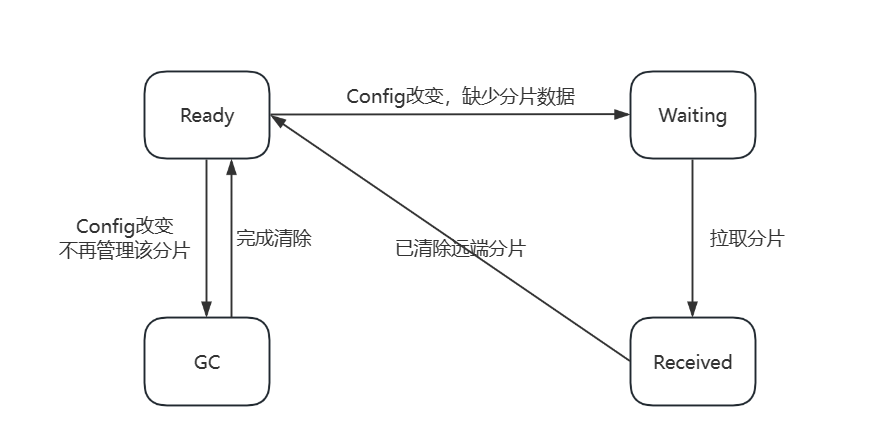 Config改变，缺少分片数据
Ready
Waiting
Config改变
不再管理该分片
完成清除
已清除远端分片
拉取分片
GC
Received